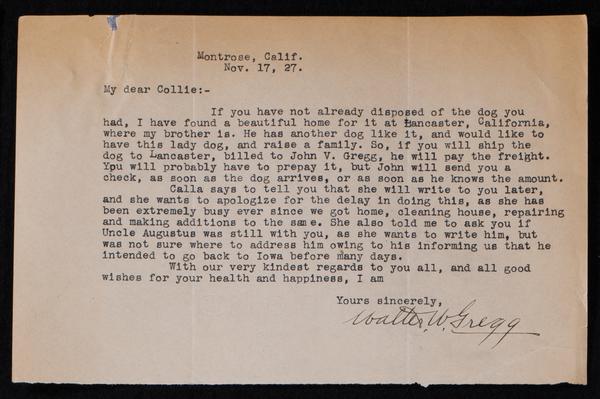 Montrose, Calif.
Nov. 17, 27.
My dear Collie:-
If you have not already disposed of the dog you
had, I have found a beautiful home for it at Lancaster, California,
where my brother is. He has another dog like it, and would like to
have this lady dog, and raise a family. So, if you will ship the
dog to Lancaster, billed to John V. Gregg, he will pay the freight.
You will probably have to prepay it, but John will send you a
check, as soon as the dog arrives, or as soon as he knows the amount.
Calla says to tell you that she will write to you later,
and she wants to apologize for the delay in doing this, as she has
been extremely busy ever since we got home, cleaning house, repairing
and making additions to the same. She also told me to ask you if
Uncle Augustus was still with you, as she wants to write him, but
was not sure where to address him owing to his informing us that he
intended to go back to Iowa before many days.
With our very kindest regards to you all, and all good
wishes for your health and happiness, I am
Yours sincerely,
Walter W. Gregg